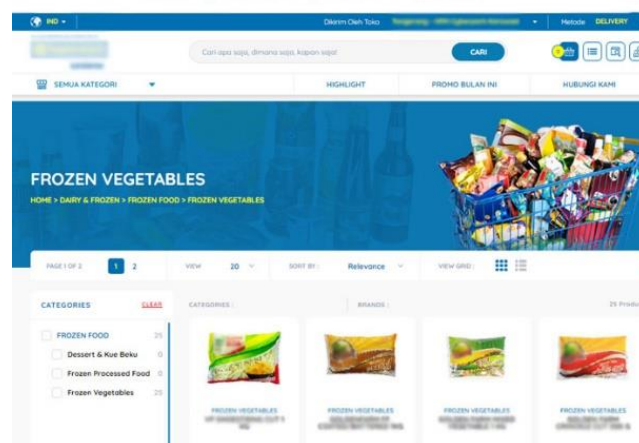 IND
Dikirim Oleh Toko
Metode DELIVERY
Cari apa saja, dimana saja, kapan saja!
CARI
0
SEMUA KATEGORI
HIGHLIGHT
PROMO BULAN INI
HUBUNGI KAMI
FROZEN VEGETABLES
HOME > DAIRY & FROZEN > FROZEN FOOD > FROZEN VEGETABLES
PAGE 1 OF 2 1 2
VIEW 20
SORT BY : Relevance
VIEW GRID :
CATEGORIES CLEAR
CATEGORIES :
BRANDS :
25 Produ
FROZEN FOOD 25
Dessert & Kue Beku 0
Frozen Processed Food 0
Frozen Vegetables 25
FROZEN VEGETABLES
FROZEN VEGETABLES
FROZEN VEGETABLES
FROZEN VEGETABLES